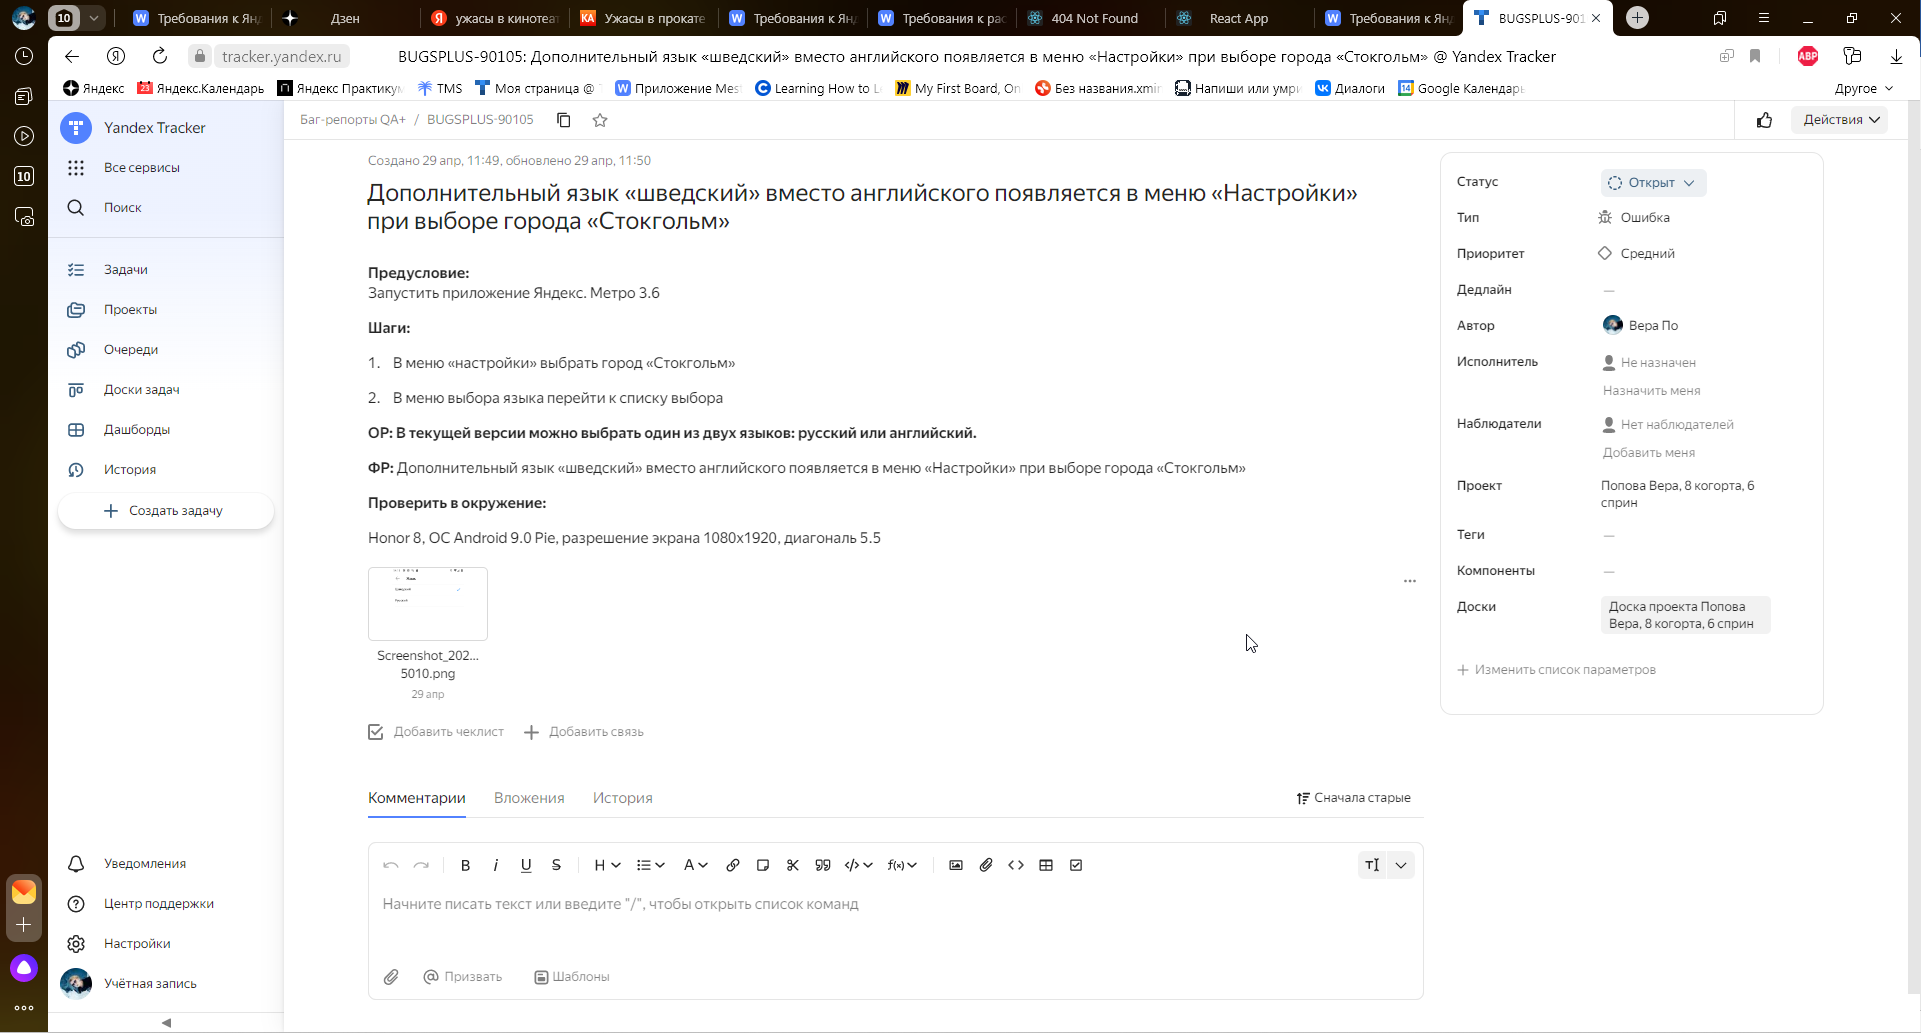 10
Требования к Янд
Дзен
ужасы в кинотеат
Ужасы в прокате
Требования к Янд
Требования к рас
404 Not Found
React App
Требования к Янд
BUGSPLUS-901
tracker.yandex.ru
BUGSPLUS-90105: Дополнительный язык «шведский» вместо английского появляется в меню «Настройки» при выборе города «Стокгольм» @ Yandex Tracker
ABP
Яндекс
23 Яндекс.Календарь
Яндекс Практикум
TMS
Моя страница @
Приложение Mes
Learning How to L
My First Board, On
Без названия.xmin
Напиши или умри
Диалоги
14 Google Календарь
Другое
10
Yandex Tracker
Все сервисы
Поиск
Задачи
Проекты
Очереди
Доски задач
Дашборды
История
Создать задачу
Уведомления
Центр поддержки
Настройки
Учётная запись
Баг-репорты QA+ / BUGSPLUS-90105
Действия
Создано 29 апр, 11:49, обновлено 29 апр, 11:50
Дополнительный язык «шведский» вместо английского появляется в меню «Настройки»
при выборе города «Стокгольм»
Предусловие:
Запустить приложение Яндекс. Метро 3.6
Шаги:
1. В меню «настройки» выбрать город «Стокгольм»
2. В меню выбора языка перейти к списку выбора
ОР: В текущей версии можно выбрать один из двух языков: русский или английский.
ФР: Дополнительный язык «шведский» вместо английского появляется в меню «Настройки» при выборе города «Стокгольм»
Проверить в окружение:
Honor 8, ОС Android 9.0 Pie, разрешение экрана 1080x1920, диагональ 5.5
Screenshot_202...
5010.png
29 апр
Добавить чеклист
Добавить связь
Комментарии
Вложения
История
Сначала старые
Начните писать текст или введите "/", чтобы открыть список команд
Призвать
Шаблоны
Статус
Открыт
Тип
Ошибка
Приоритет
Средний
Дедлайн
—
Автор
Вера По
Исполнитель
Не назначен
Назначить меня
Наблюдатели
Нет наблюдателей
Добавить меня
Проект
Попова Вера, 8 когорта, 6
сприн
Теги
—
Компоненты
—
Доски
Доска проекта Попова
Вера, 8 когорта, 6 сприн
Изменить список параметров